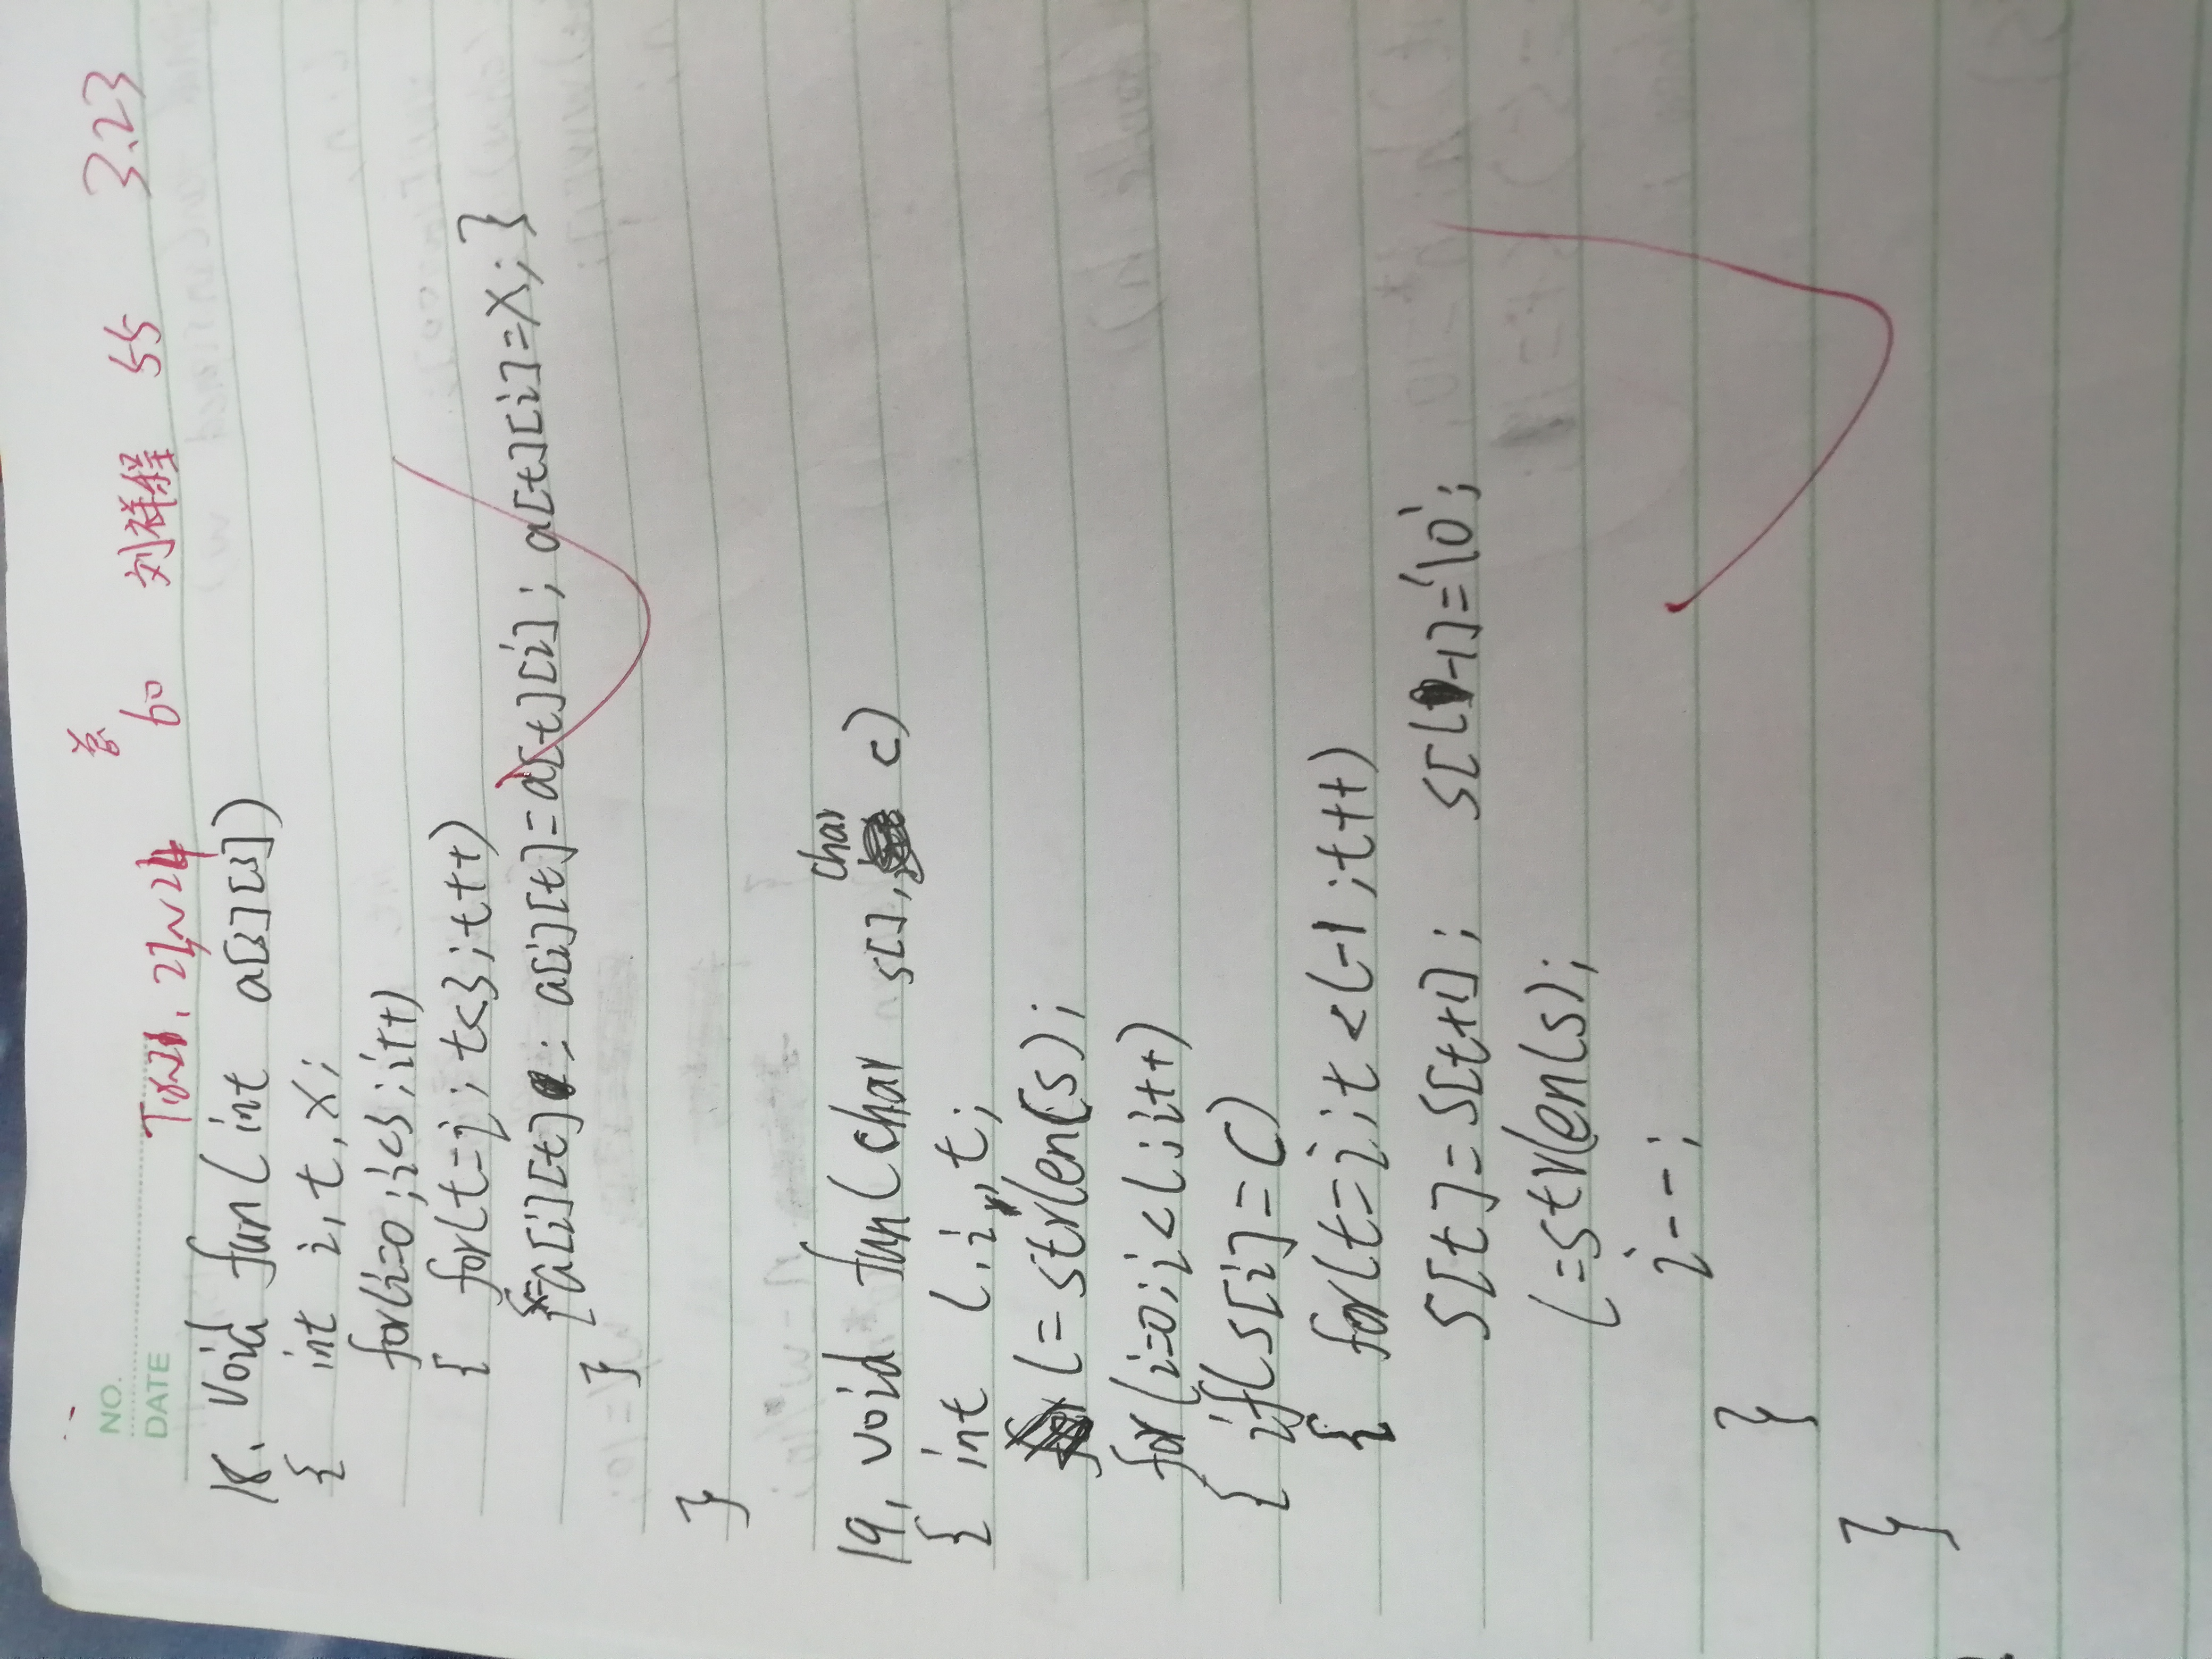 NO.
DATE
总
T18~21、23~24 60 刘祥程 55 3.23
18. void fun(int a[3][3])
{ int i,t,x;
for(i=0;i<3;i++)
{ for(t=i;t<3;t++)
{x=a[i][t]; a[i][t]=a[t][i]; a[t][i]=x;}
}
}
char
19. void fun(char s[], c)
{ int l,i,,t;
l=strlen(s);
for(i=0;i<l;i++)
{ if(s[i]=c)
{ for(t=i;t<l-1;t++)
s[t]=s[t+1]; s[l-1]='\0';
l=strlen(s);
i--;
}
}